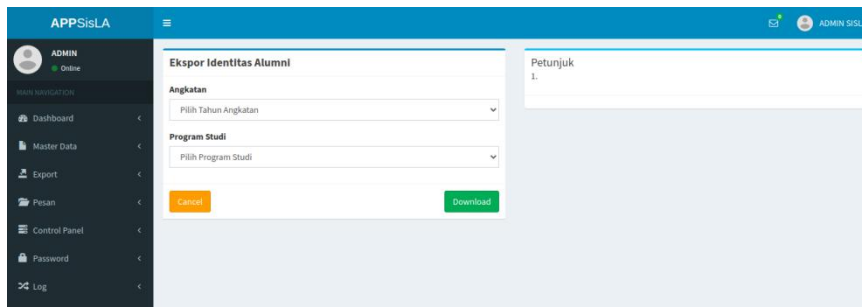 APPSisLA
ADMIN SISL
ADMIN
Online
MAIN NAVIGATION
Dashboard
Master Data
Export
Pesan
Control Panel
Password
Log
Ekspor Identitas Alumni
Angkatan
Pilih Tahun Angkatan
Program Studi
Pilih Program Studi
Cancel
Download
Petunjuk
1.